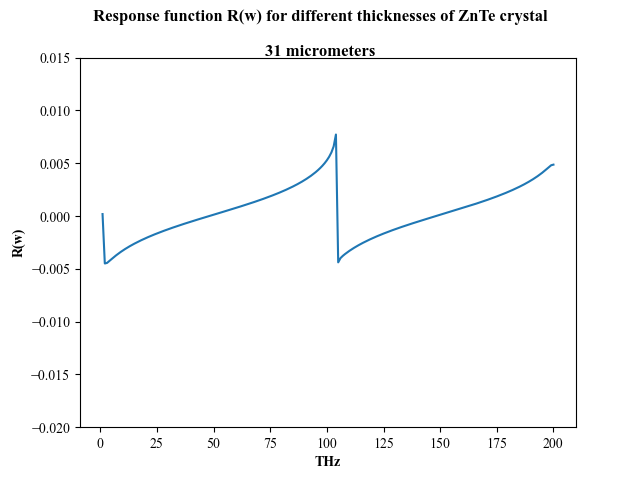 Response function R(w) for different thicknesses of ZnTe crystal
31 micrometers
0.015
0.010
0.005
0.000
−0.005
−0.010
−0.015
−0.020
R(w)
0 25 50 75 100 125 150 175 200
THz